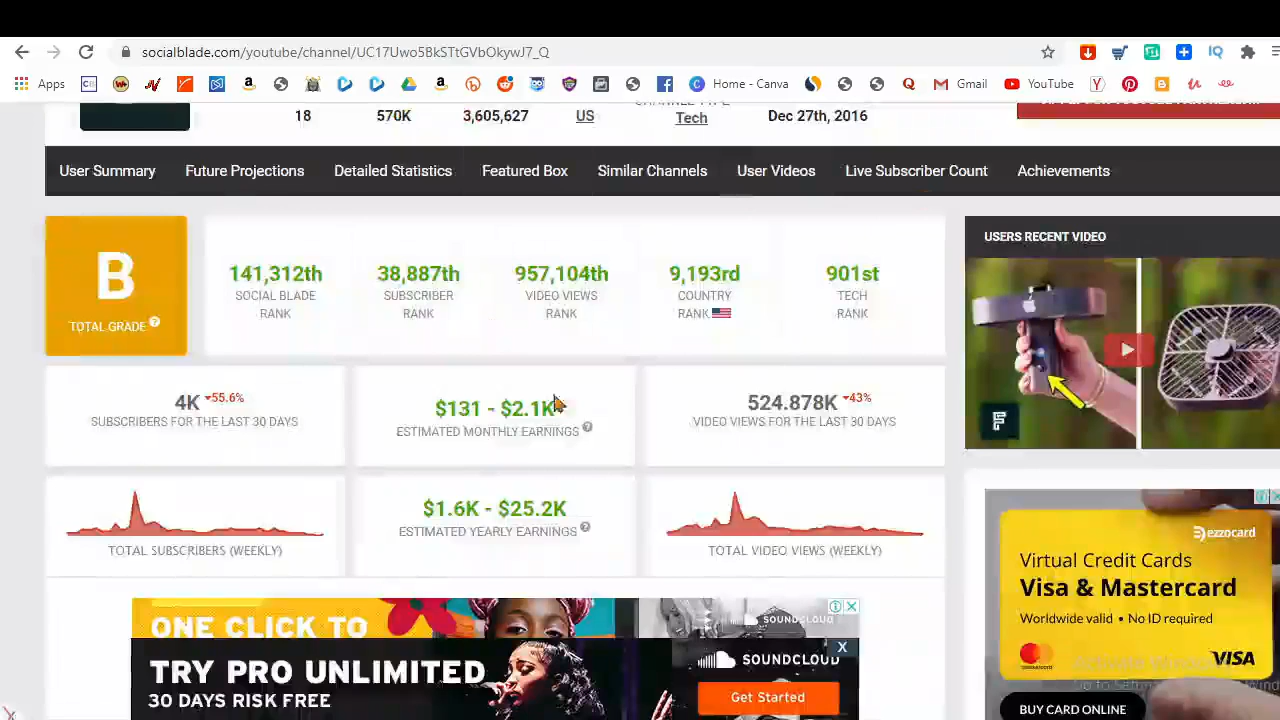 socialblade.com/youtube/channel/UC17Uwo5BkSTtGVbOkywJ7_Q
Apps
Home - Canva
Gmail
YouTube
18 570K 3,605,627 US CHANNEL TYPE Tech Dec 27th, 2016
User Summary Future Projections Detailed Statistics Featured Box Similar Channels User Videos Live Subscriber Count Achievements
B
TOTAL GRADE
141,312th
SOCIAL BLADE
RANK
38,887th
SUBSCRIBER
RANK
957,104th
VIDEO VIEWS
RANK
9,193rd
COUNTRY
RANK
901st
TECH
RANK
USERS RECENT VIDEO
4K 55.6%
SUBSCRIBERS FOR THE LAST 30 DAYS
$131 - $2.1K
ESTIMATED MONTHLY EARNINGS
524.878K 43%
VIDEO VIEWS FOR THE LAST 30 DAYS
TOTAL SUBSCRIBERS (WEEKLY)
$1.6K - $25.2K
ESTIMATED YEARLY EARNINGS
TOTAL VIDEO VIEWS (WEEKLY)
ONE CLICK TO
SOUNDCLOUD
TRY PRO UNLIMITED
30 DAYS RISK FREE
X
SOUNDCLOUD
Get Started
ezzocard
Virtual Credit Cards
Visa & Mastercard
Worldwide valid • No ID required
VISA
BUY CARD ONLINE